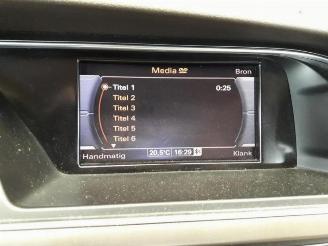 Media DVD
Bron
Titel 1 0:25
Titel 2
Titel 3
Titel 4
Titel 5
Titel 6
Handmatig 20,5°C 16:29 Klank